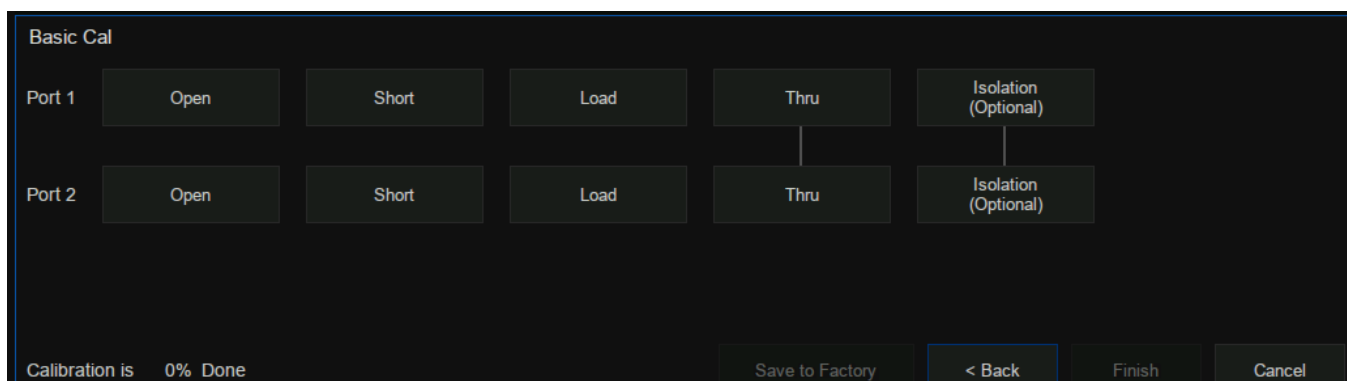 Basic Cal
Port 1 Open Short Load Thru Isolation (Optional)
Port 2 Open Short Load Thru Isolation (Optional)
Calibration is 0% Done Save to Factory < Back Finish Cancel